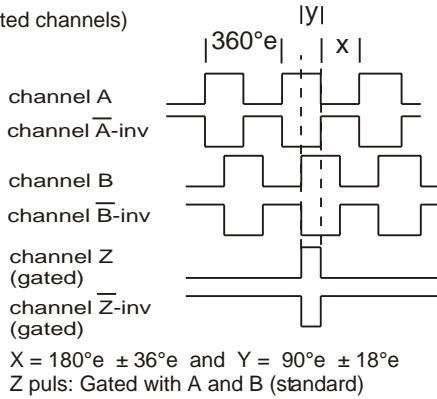 ted channels)
|y|
|360°e| x |
channel A
channel A̅-inv
channel B
channel B̅-inv
channel Z
(gated)
channel Z̅-inv
(gated)
X = 180°e ±36°e and Y = 90°e ±18°e
Z puls: Gated with A and B (standard)